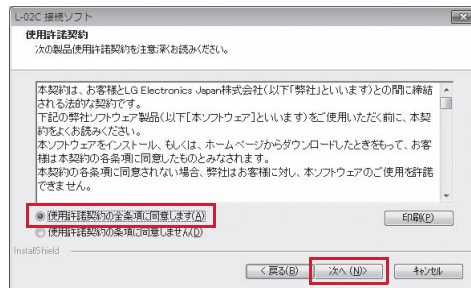 L-02C 接続ソフト
使用許諾契約
次の製品使用許諾契約を注意深くお読みください。
本契約は、お客様とLG Electronics Japan株式会社(以下「弊社」といいます)との間に締結
される法的な契約です。
下記の弊社ソフトウェア製品(以下[本ソフトウェア]といいます)をご使用いただく前に、本契
約をよくお読みください。
本ソフトウェアをインストール、もしくは、ホームページからダウンロードしたときをもって、お客
様は本契約の各条項に同意したものとみなされます。
本契約の各条項に同意されない場合、弊社はお客様に対し、本ソフトウェアのご使用を許諾
できません。
使用許諾契約の全条項に同意します(A)
印刷(P)
使用許諾契約の条項に同意しません(D)
InstallShield
< 戻る(B)
次へ (N)>
キャンセル